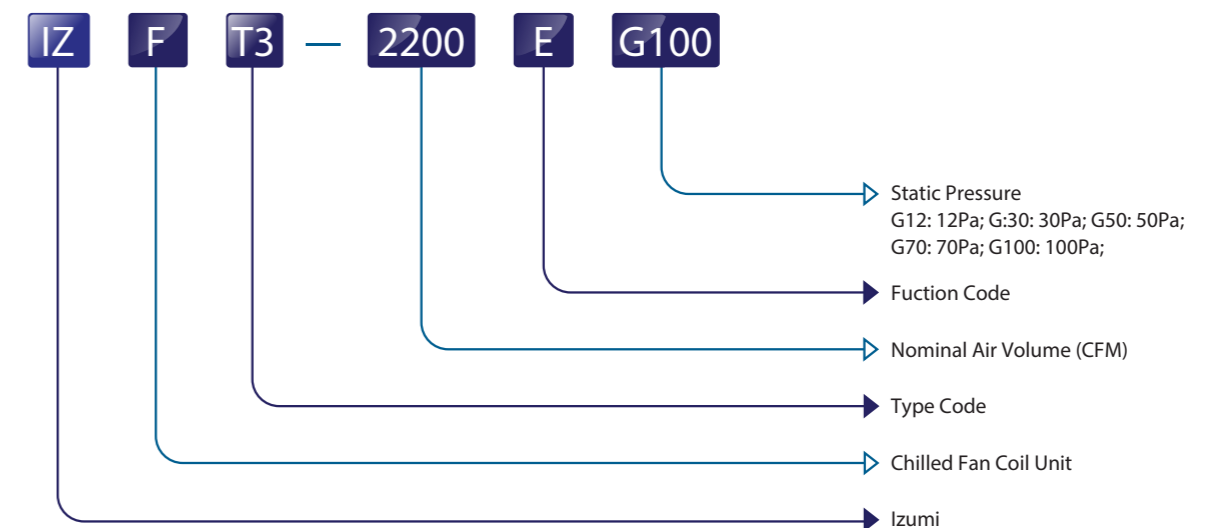 IZ F T3 — 2200 E G100
Static Pressure
G12: 12Pa; G:30: 30Pa; G50: 50Pa;
G70: 70Pa; G100: 100Pa;
Fuction Code
Nominal Air Volume (CFM)
Type Code
Chilled Fan Coil Unit
Izumi